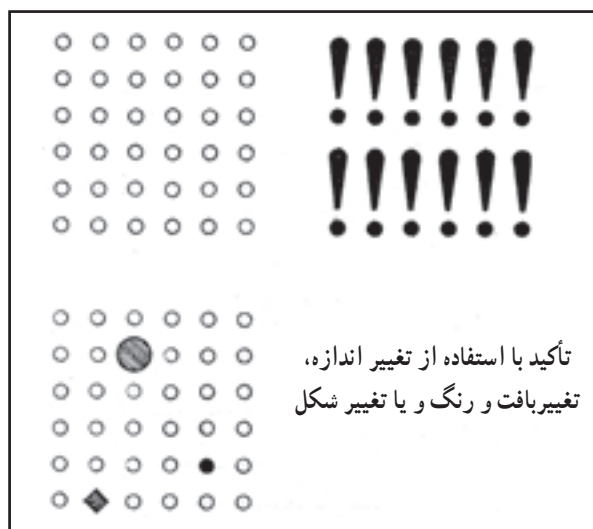 ! ! ! ! ! !
! ! ! ! ! !
تأکید با استفاده از تغییر اندازه،
تغییربافت و رنگ و یا تغییر شکل